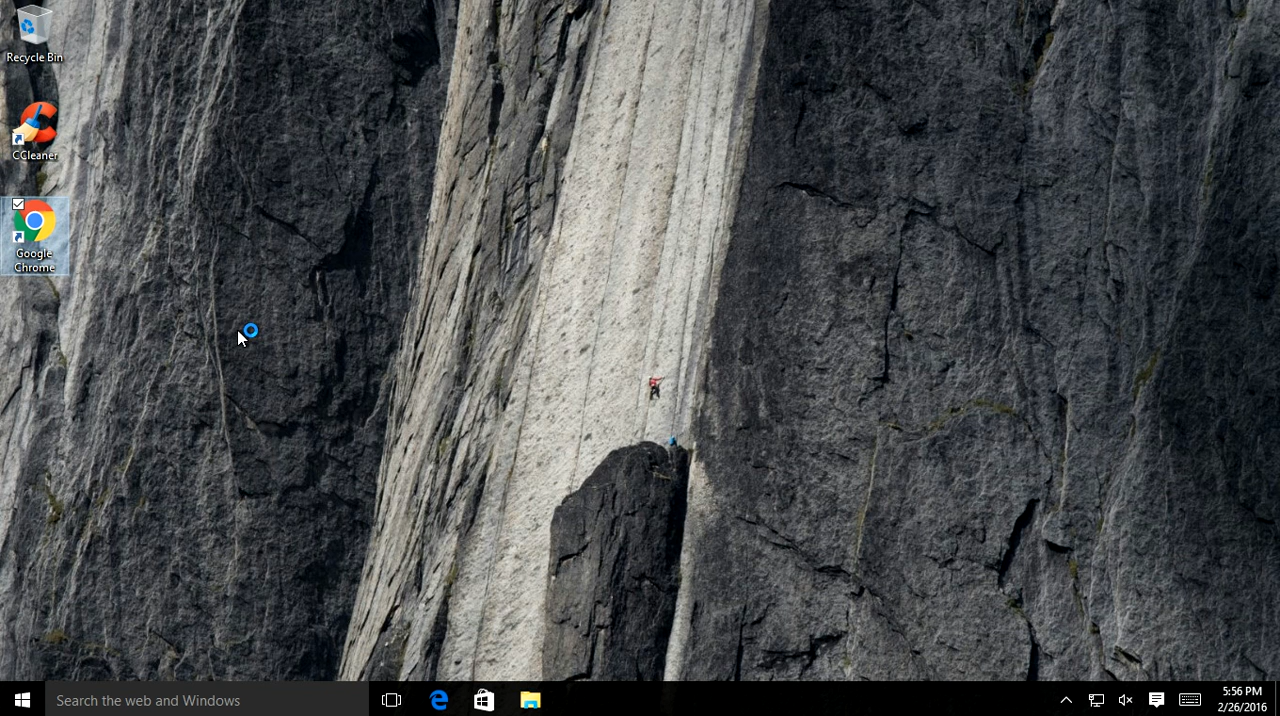 Recycle Bin
CCleaner
Google
Chrome
Search the web and Windows
5:56 PM
2/26/2016